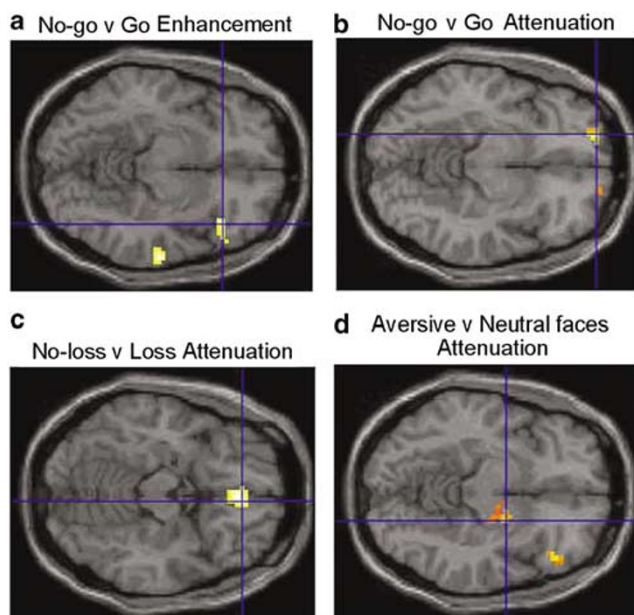 a No-go v Go Enhancement
b No-go v Go Attenuation
c No-loss v Loss Attenuation
d Aversive v Neutral faces
Attenuation